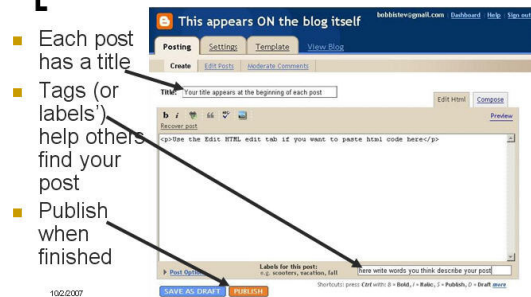 Each post
has a title
Tags (or
labels')
help others
find your
post
Publish
when
finished
10/2/2007
This appears ON the blog itself
bobbistev@gmail.com Dashboard Help Sign out
Posting Settings Template View Blog
Create Edit Posts Moderate Comments
Title: Your title appears at the beginning of each post
Edit Html Compose
b i
Preview
Recover post
<p>Use the Edit HTML edit tab if you want to paste html code here</p>
Post Options
Labels for this post:
e.g. scooters, vacation, fall
here write words you think describe your post
Shortcuts: press Ctrl with: B = Bold, I = Italic, S = Publish, D = Draft more
SAVE AS DRAFT PUBLISH